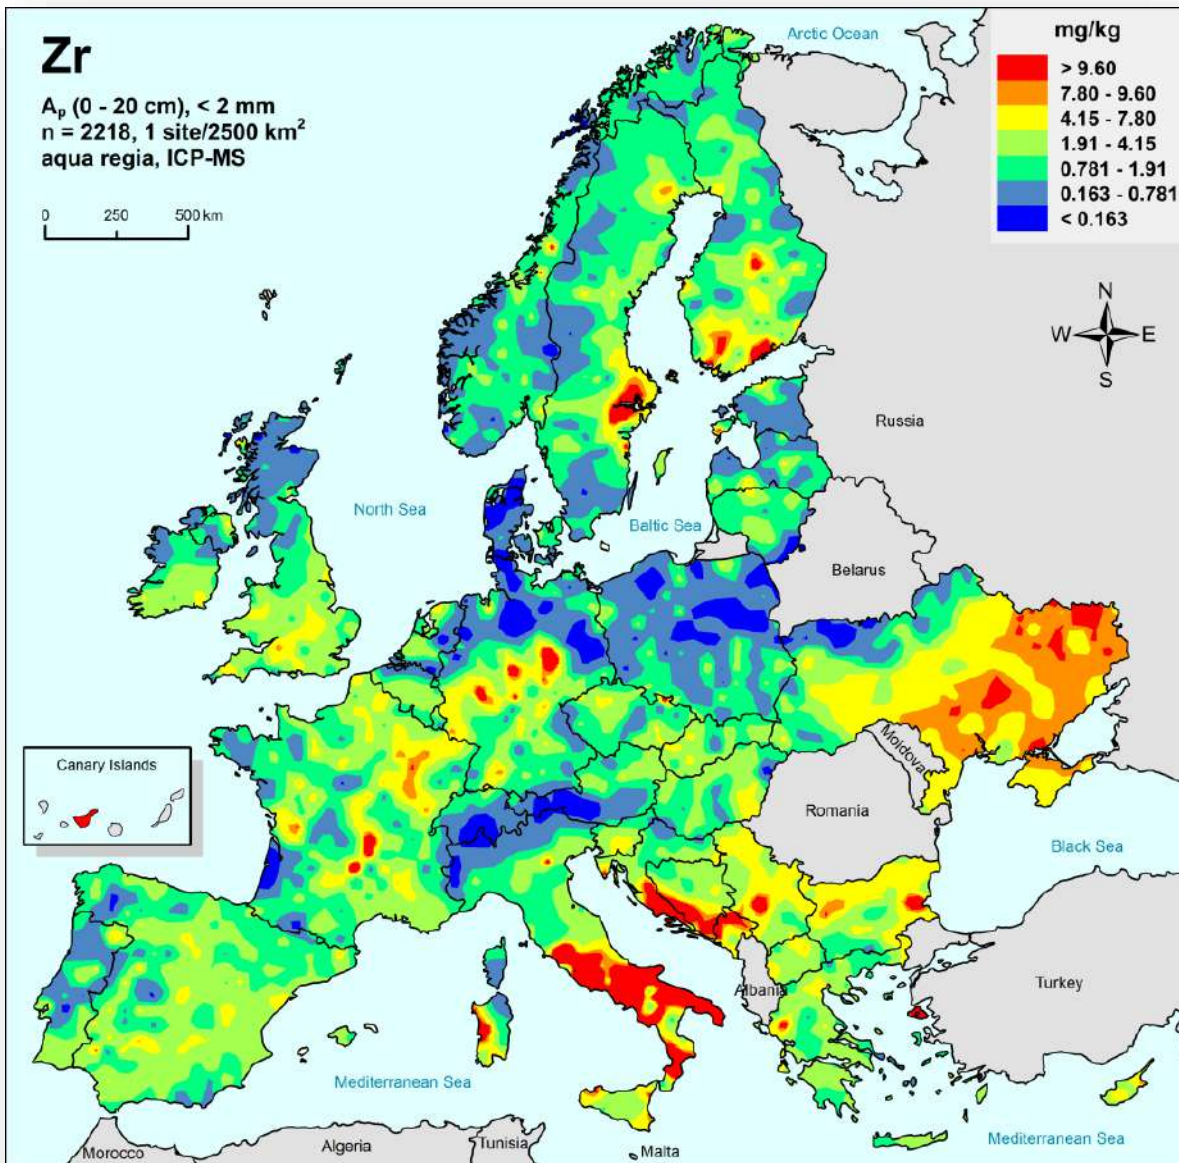 Zr
Aₚ (0 - 20 cm), < 2 mm
n = 2218, 1 site/2500 km²
aqua regia, ICP-MS
0 250 500 km
Arctic Ocean
mg/kg
> 9.60
7.80 - 9.60
4.15 - 7.80
1.91 - 4.15
0.781 - 1.91
0.163 - 0.781
< 0.163
N
W E
S
Russia
North Sea
Baltic Sea
Belarus
Moldova
Canary Islands
Romania
Black Sea
Albania
Turkey
Mediterranean Sea
Mediterranean Sea
Morocco
Algeria
Tunisia
Malta